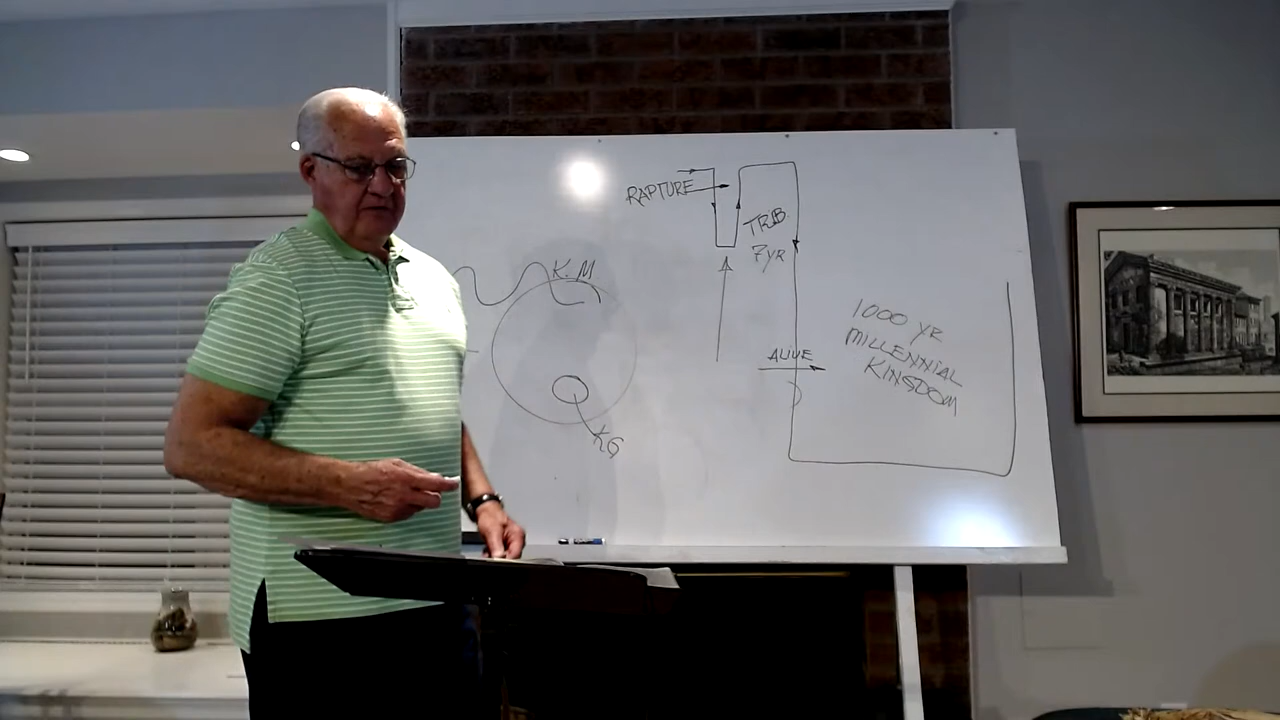 RAPTURE
TRIB.
7yr
K.M
1000 YR
MILLENNIAL
KINGDOM
ALIVE
KG